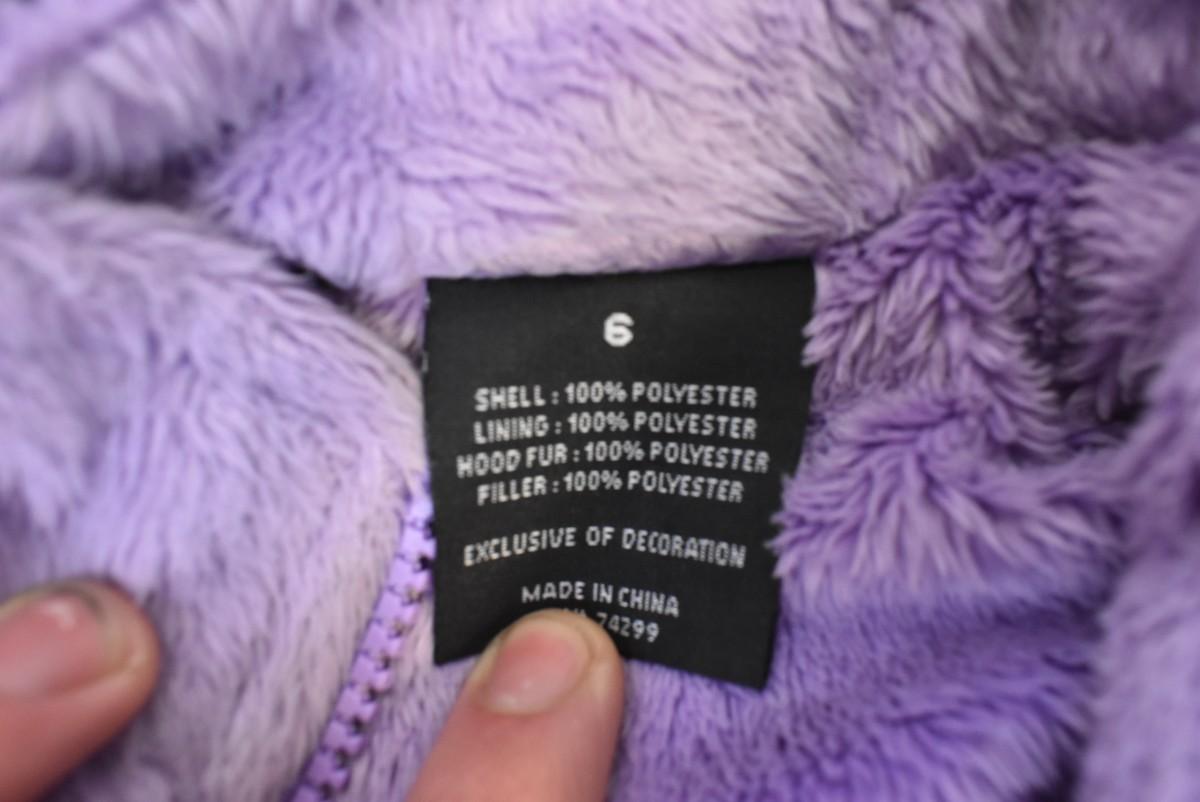 6
SHELL : 100% POLYESTER
LINING : 100% POLYESTER
HOOD FUR : 100% POLYESTER
FILLER : 100% POLYESTER
EXCLUSIVE OF DECORATION
MADE IN CHINA
74299